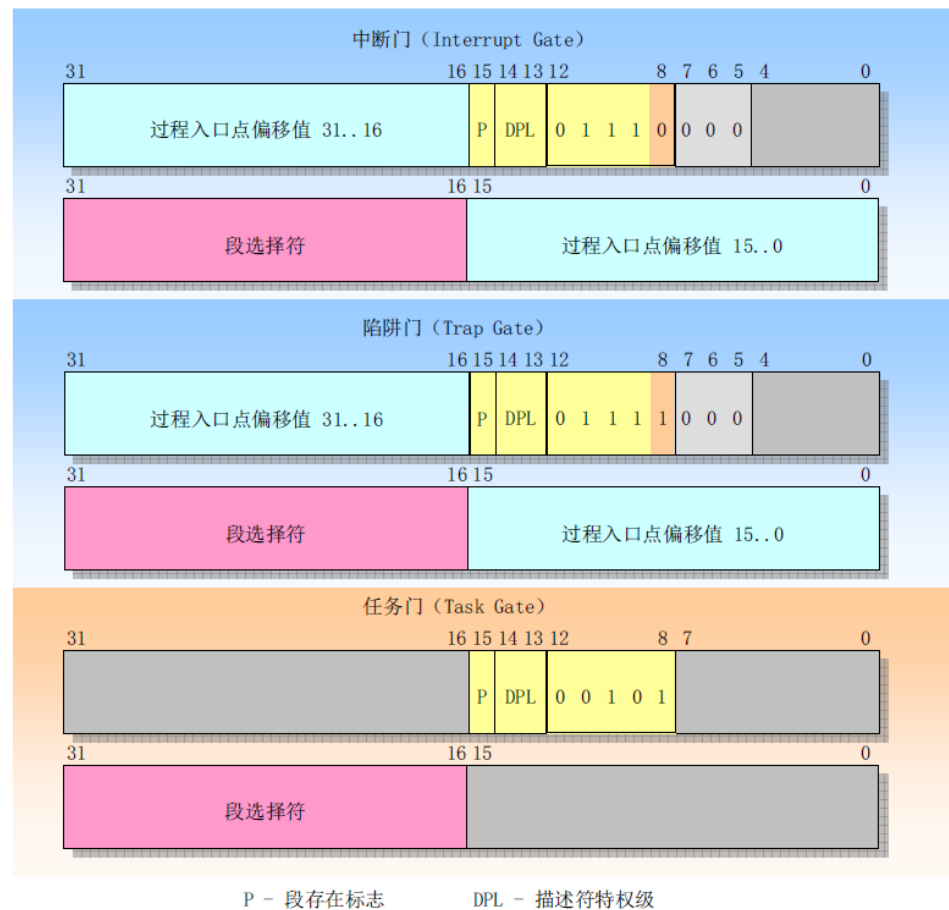 中断门（Interrupt Gate）
31 16 15 14 13 12 8 7 6 5 4 0
过程入口点偏移值 31..16 P DPL 0 1 1 1 0 0 0 0
31 16 15 0
段选择符 过程入口点偏移值 15..0
陷阱门（Trap Gate）
31 16 15 14 13 12 8 7 6 5 4 0
过程入口点偏移值 31..16 P DPL 0 1 1 1 1 0 0 0
31 16 15 0
段选择符 过程入口点偏移值 15..0
任务门（Task Gate）
31 16 15 14 13 12 8 7 0
P DPL 0 0 1 0 1
31 16 15 0
段选择符
P - 段存在标志 DPL - 描述符特权级